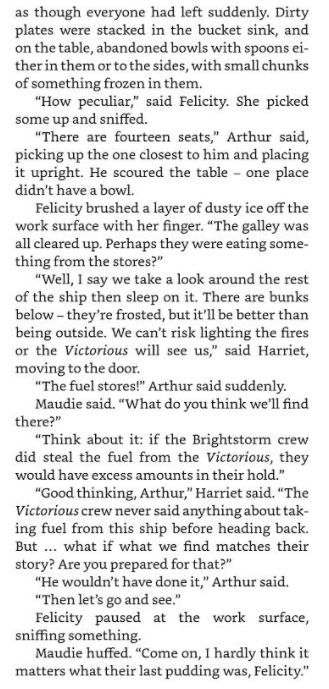 as though everyone had left suddenly. Dirty
plates were stacked in the bucket sink, and
on the table, abandoned bowls with spoons ei-
ther in them or to the sides, with small chunks
of something frozen in them.
“How peculiar,” said Felicity. She picked
some up and sniffed.
“There are fourteen seats,” Arthur said,
picking up the one closest to him and placing
it upright. He scoured the table – one place
didn’t have a bowl.
Felicity brushed a layer of dusty ice off the
work surface with her finger. “The galley was
all cleared up. Perhaps they were eating some-
thing from the stores?”
“Well, I say we take a look around the rest
of the ship then sleep on it. There are bunks
below – they’re frosted, but it’ll be better than
being outside. We can’t risk lighting the fires
or the Victorious will see us,” said Harriet,
moving to the door.
“The fuel stores!” Arthur said suddenly.
Maudie said. “What do you think we’ll find
there?”
“Think about it: if the Brightstorm crew
did steal the fuel from the Victorious, they
would have excess amounts in their hold.”
“Good thinking, Arthur,” Harriet said. “The
Victorious crew never said anything about tak-
ing fuel from this ship before heading back.
But ... what if what we find matches their
story? Are you prepared for that?”
“He wouldn’t have done it,” Arthur said.
“Then let’s go and see.”
Felicity paused at the work surface,
sniffing something.
Maudie huffed. “Come on, I hardly think it
matters what their last pudding was, Felicity.”